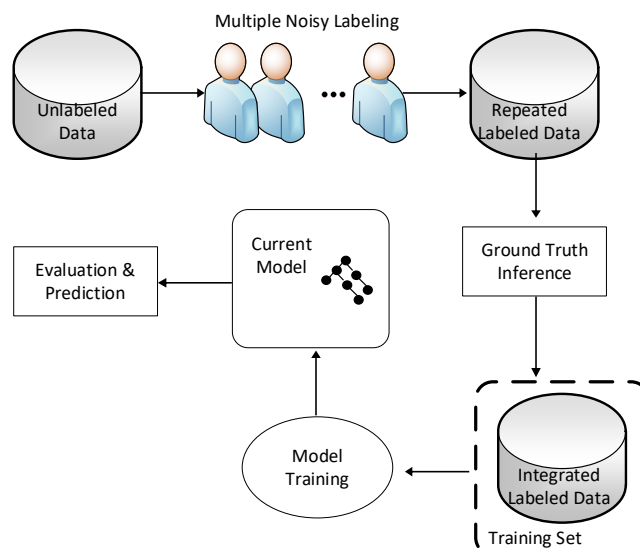 Multiple Noisy Labeling
Unlabeled
Data
Repeated
Labeled Data
Current
Model
Evaluation &
Prediction
Ground Truth
Inference
Model
Training
Integrated
Labeled Data
Training Set